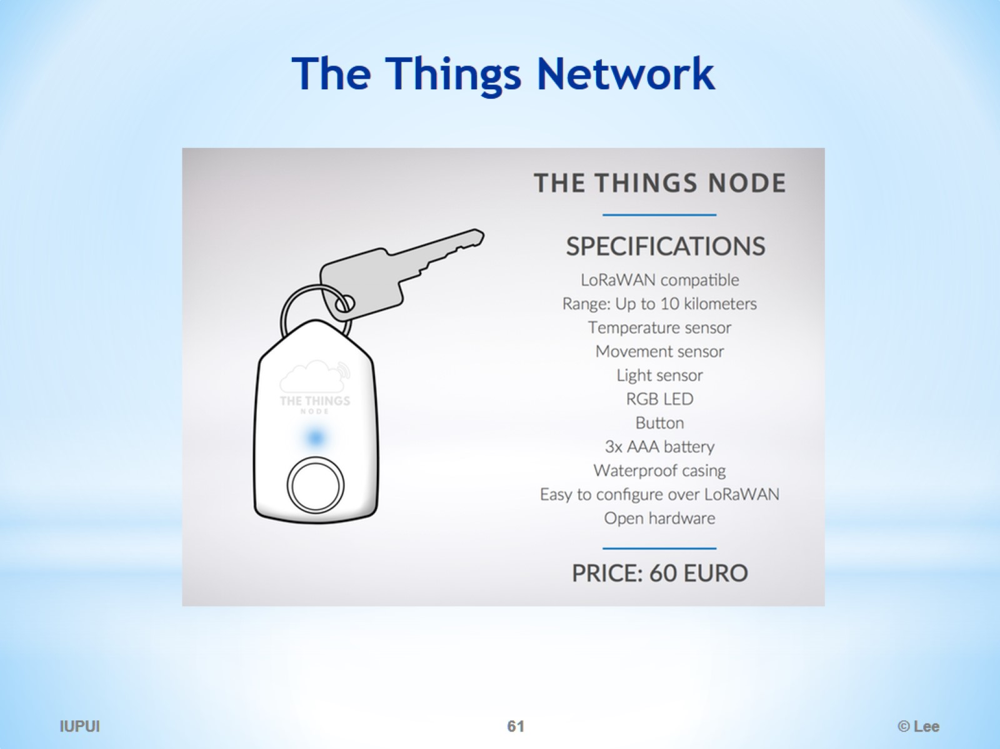 The Things Network
THE THINGS NODE
SPECIFICATIONS
LoRaWAN compatible
Range: Up to 10 kilometers
Temperature sensor
Movement sensor
Light sensor
RGB LED
Button
3x AAA battery
Waterproof casing
Easy to configure over LoRaWAN
Open hardware
PRICE: 60 EURO
THE THINGS
NODE
IUPUI
61
© Lee